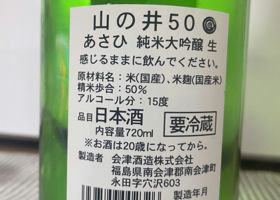 山の井50
あさひ 純米大吟醸 生
感じるままに飲んでください。
原材料名：米(国産)、米麹(国産米)
精米歩合：50%
アルコール分：15度
品目 日本酒
内容量720ml
要冷蔵
※お酒は20歳になってから。
製造者 会津酒造株式会社
福島県南会津郡南会津町
永田字穴沢603
製造年月